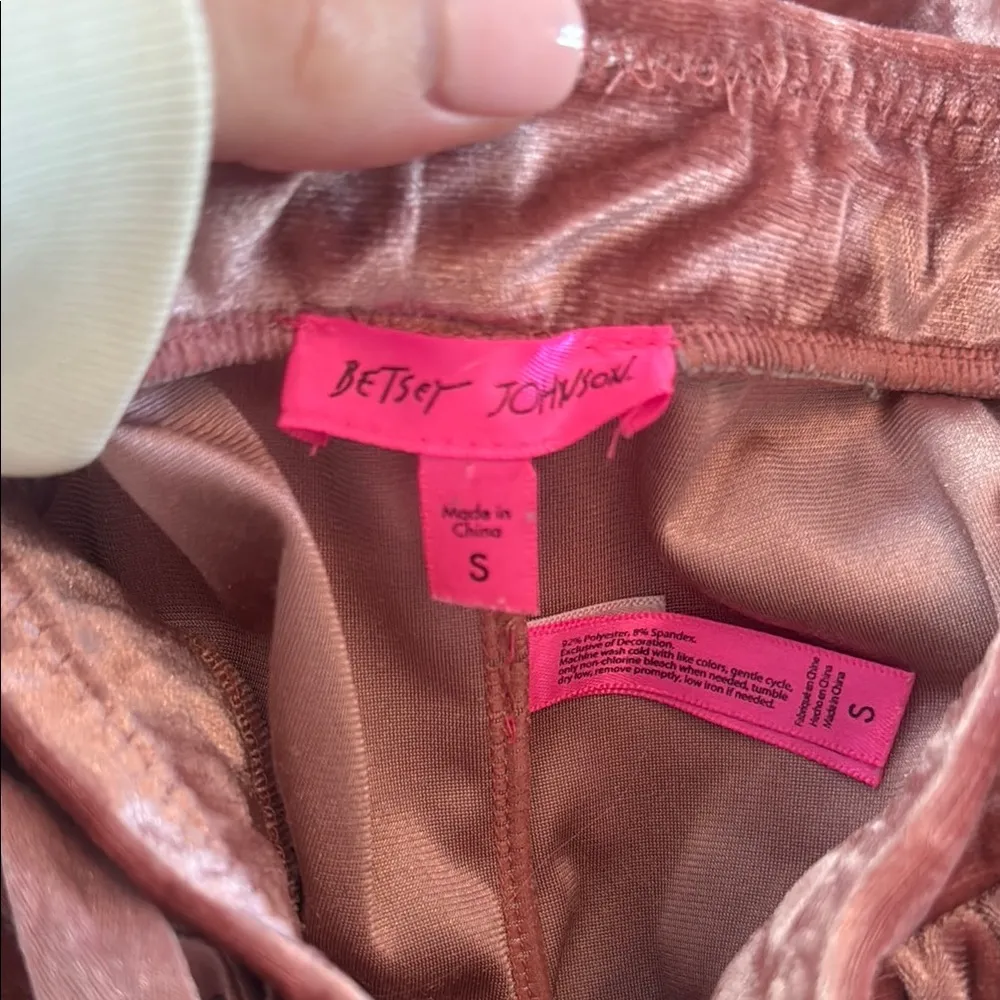 BETSEY JOHNSON.
Made in
China
S
92% Polyester, 8% Spandex.
Exclusive of Decoration.
Machine wash cold with like colors, gentle cycle,
only non-chlorine bleach when needed, tumble
dry low, remove promptly, low iron if needed.
Fabriqué en Chine
Hecho en China
Made in China
S